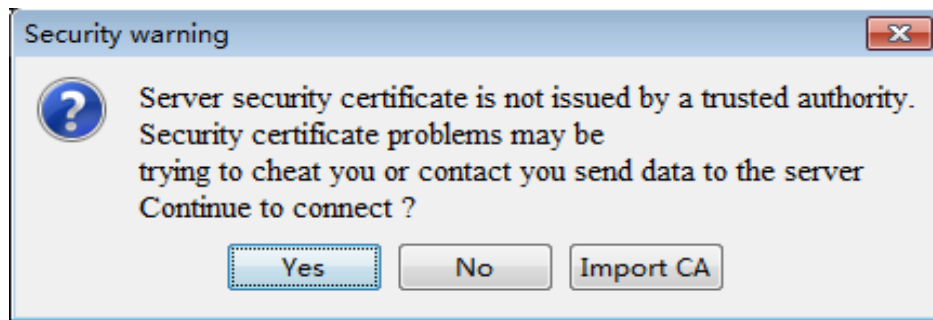 Security warning
Server security certificate is not issued by a trusted authority.
Security certificate problems may be
trying to cheat you or contact you send data to the server
Continue to connect ?
Yes No Import CA